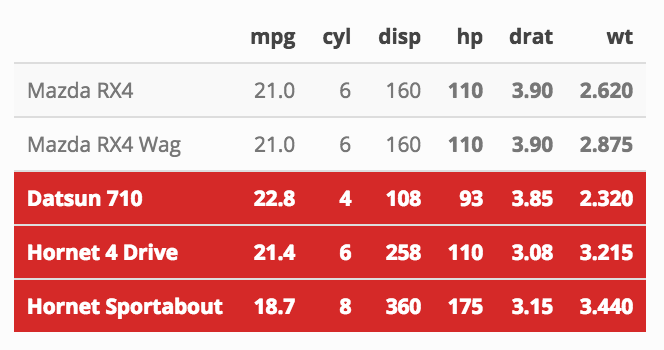 mpg cyl disp hp drat wt
Mazda RX4 21.0 6 160 110 3.90 2.620
Mazda RX4 Wag 21.0 6 160 110 3.90 2.875
Datsun 710 22.8 4 108 93 3.85 2.320
Hornet 4 Drive 21.4 6 258 110 3.08 3.215
Hornet Sportabout 18.7 8 360 175 3.15 3.440